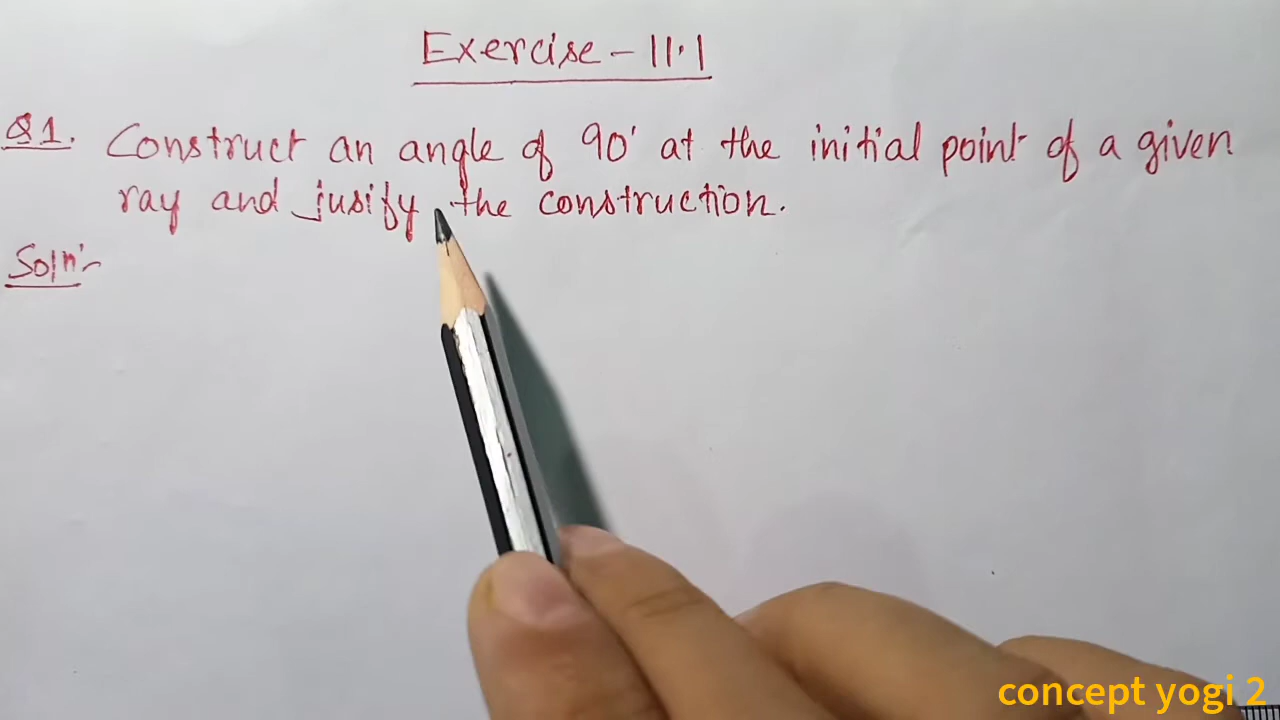 Exercise - 11.1
Q1. Construct an angle of 90° at the initial point of a given
ray and jusify the construction.
Soln:-
concept yogi 2